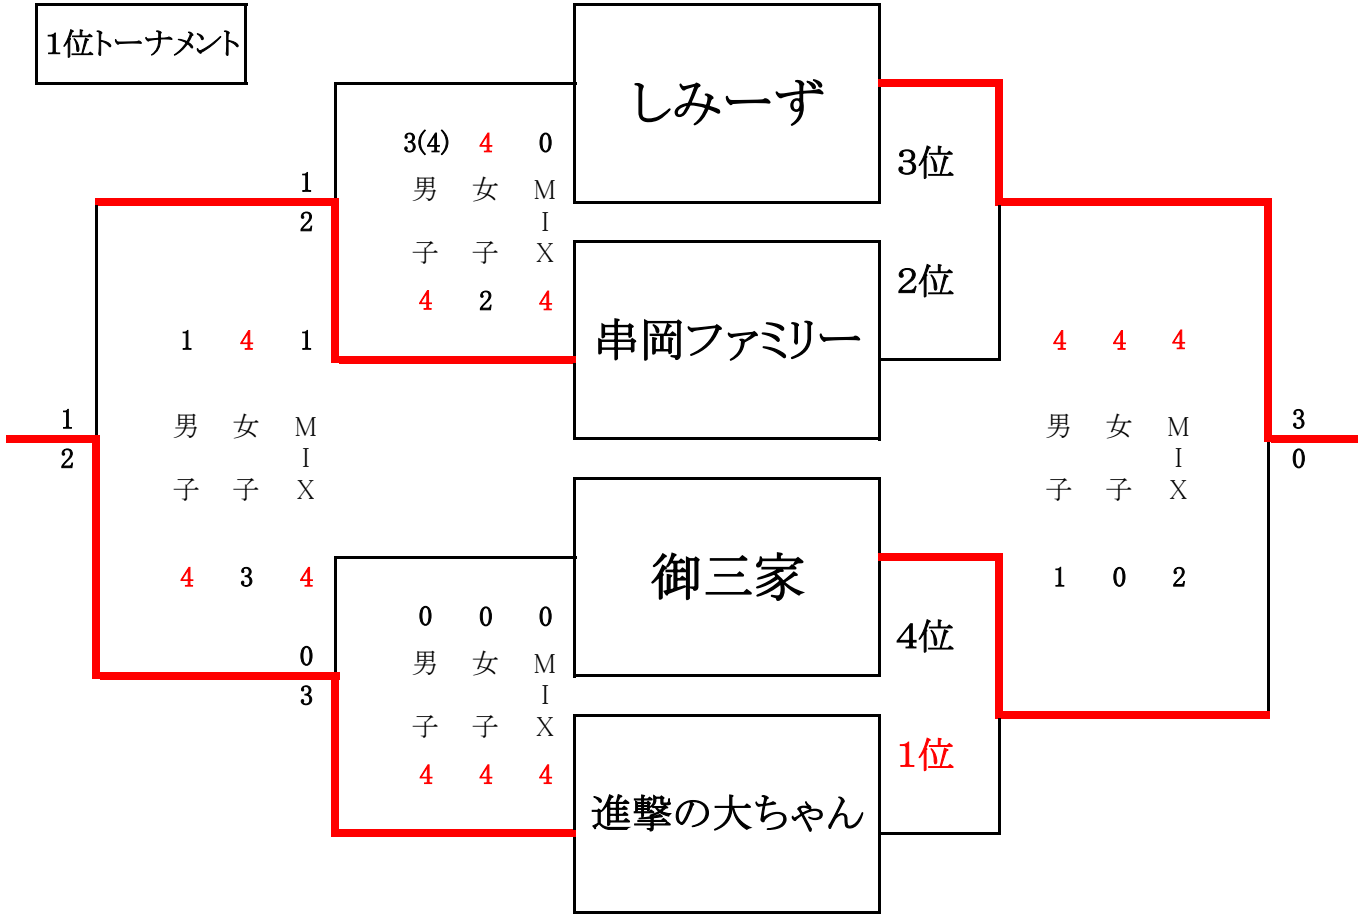 1位トーナメント
しみーず
3(4) 4 0
男子 女子 MIX
4 2 4
1
2
3位
2位
串岡ファミリー
1 4 1
男子 女子 MIX
4 3 4
1
2
4 4 4
男子 女子 MIX
1 0 2
3
0
御三家
0 0 0
男子 女子 MIX
4 4 4
0
3
4位
1位
進撃の大ちゃん